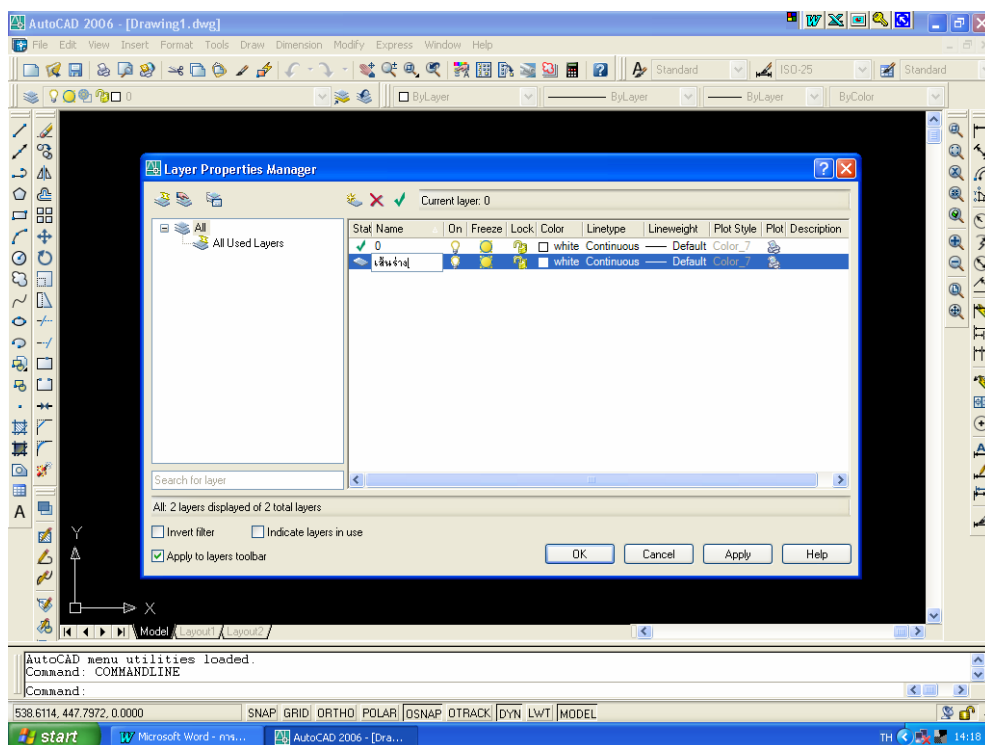 AutoCAD 2006 - [Drawing1.dwg]
File Edit View Insert Format Tools Draw Dimension Modify Express Window Help
Standard ISO-25 Standard
0 ByLayer ByLayer ByLayer ByColor
Layer Properties Manager
Current layer: 0
All
All Used Layers
Stat Name On Freeze Lock Color Linetype Lineweight Plot Style Plot Description
0 white Continuous Default Color_7
เส้นร่าง white Continuous Default Color_7
Search for layer
All: 2 layers displayed of 2 total layers
Invert filter Indicate layers in use
Apply to layers toolbar
OK Cancel Apply Help
Y
X
Model Layout1 Layout2
AutoCAD menu utilities loaded.
Command: COMMANDLINE
Command:
538.6114, 447.7972, 0.0000 SNAP GRID ORTHO POLAR OSNAP OTRACK DYN LWT MODEL
start Microsoft Word - การ... AutoCAD 2006 - [Dra... TH 14:18